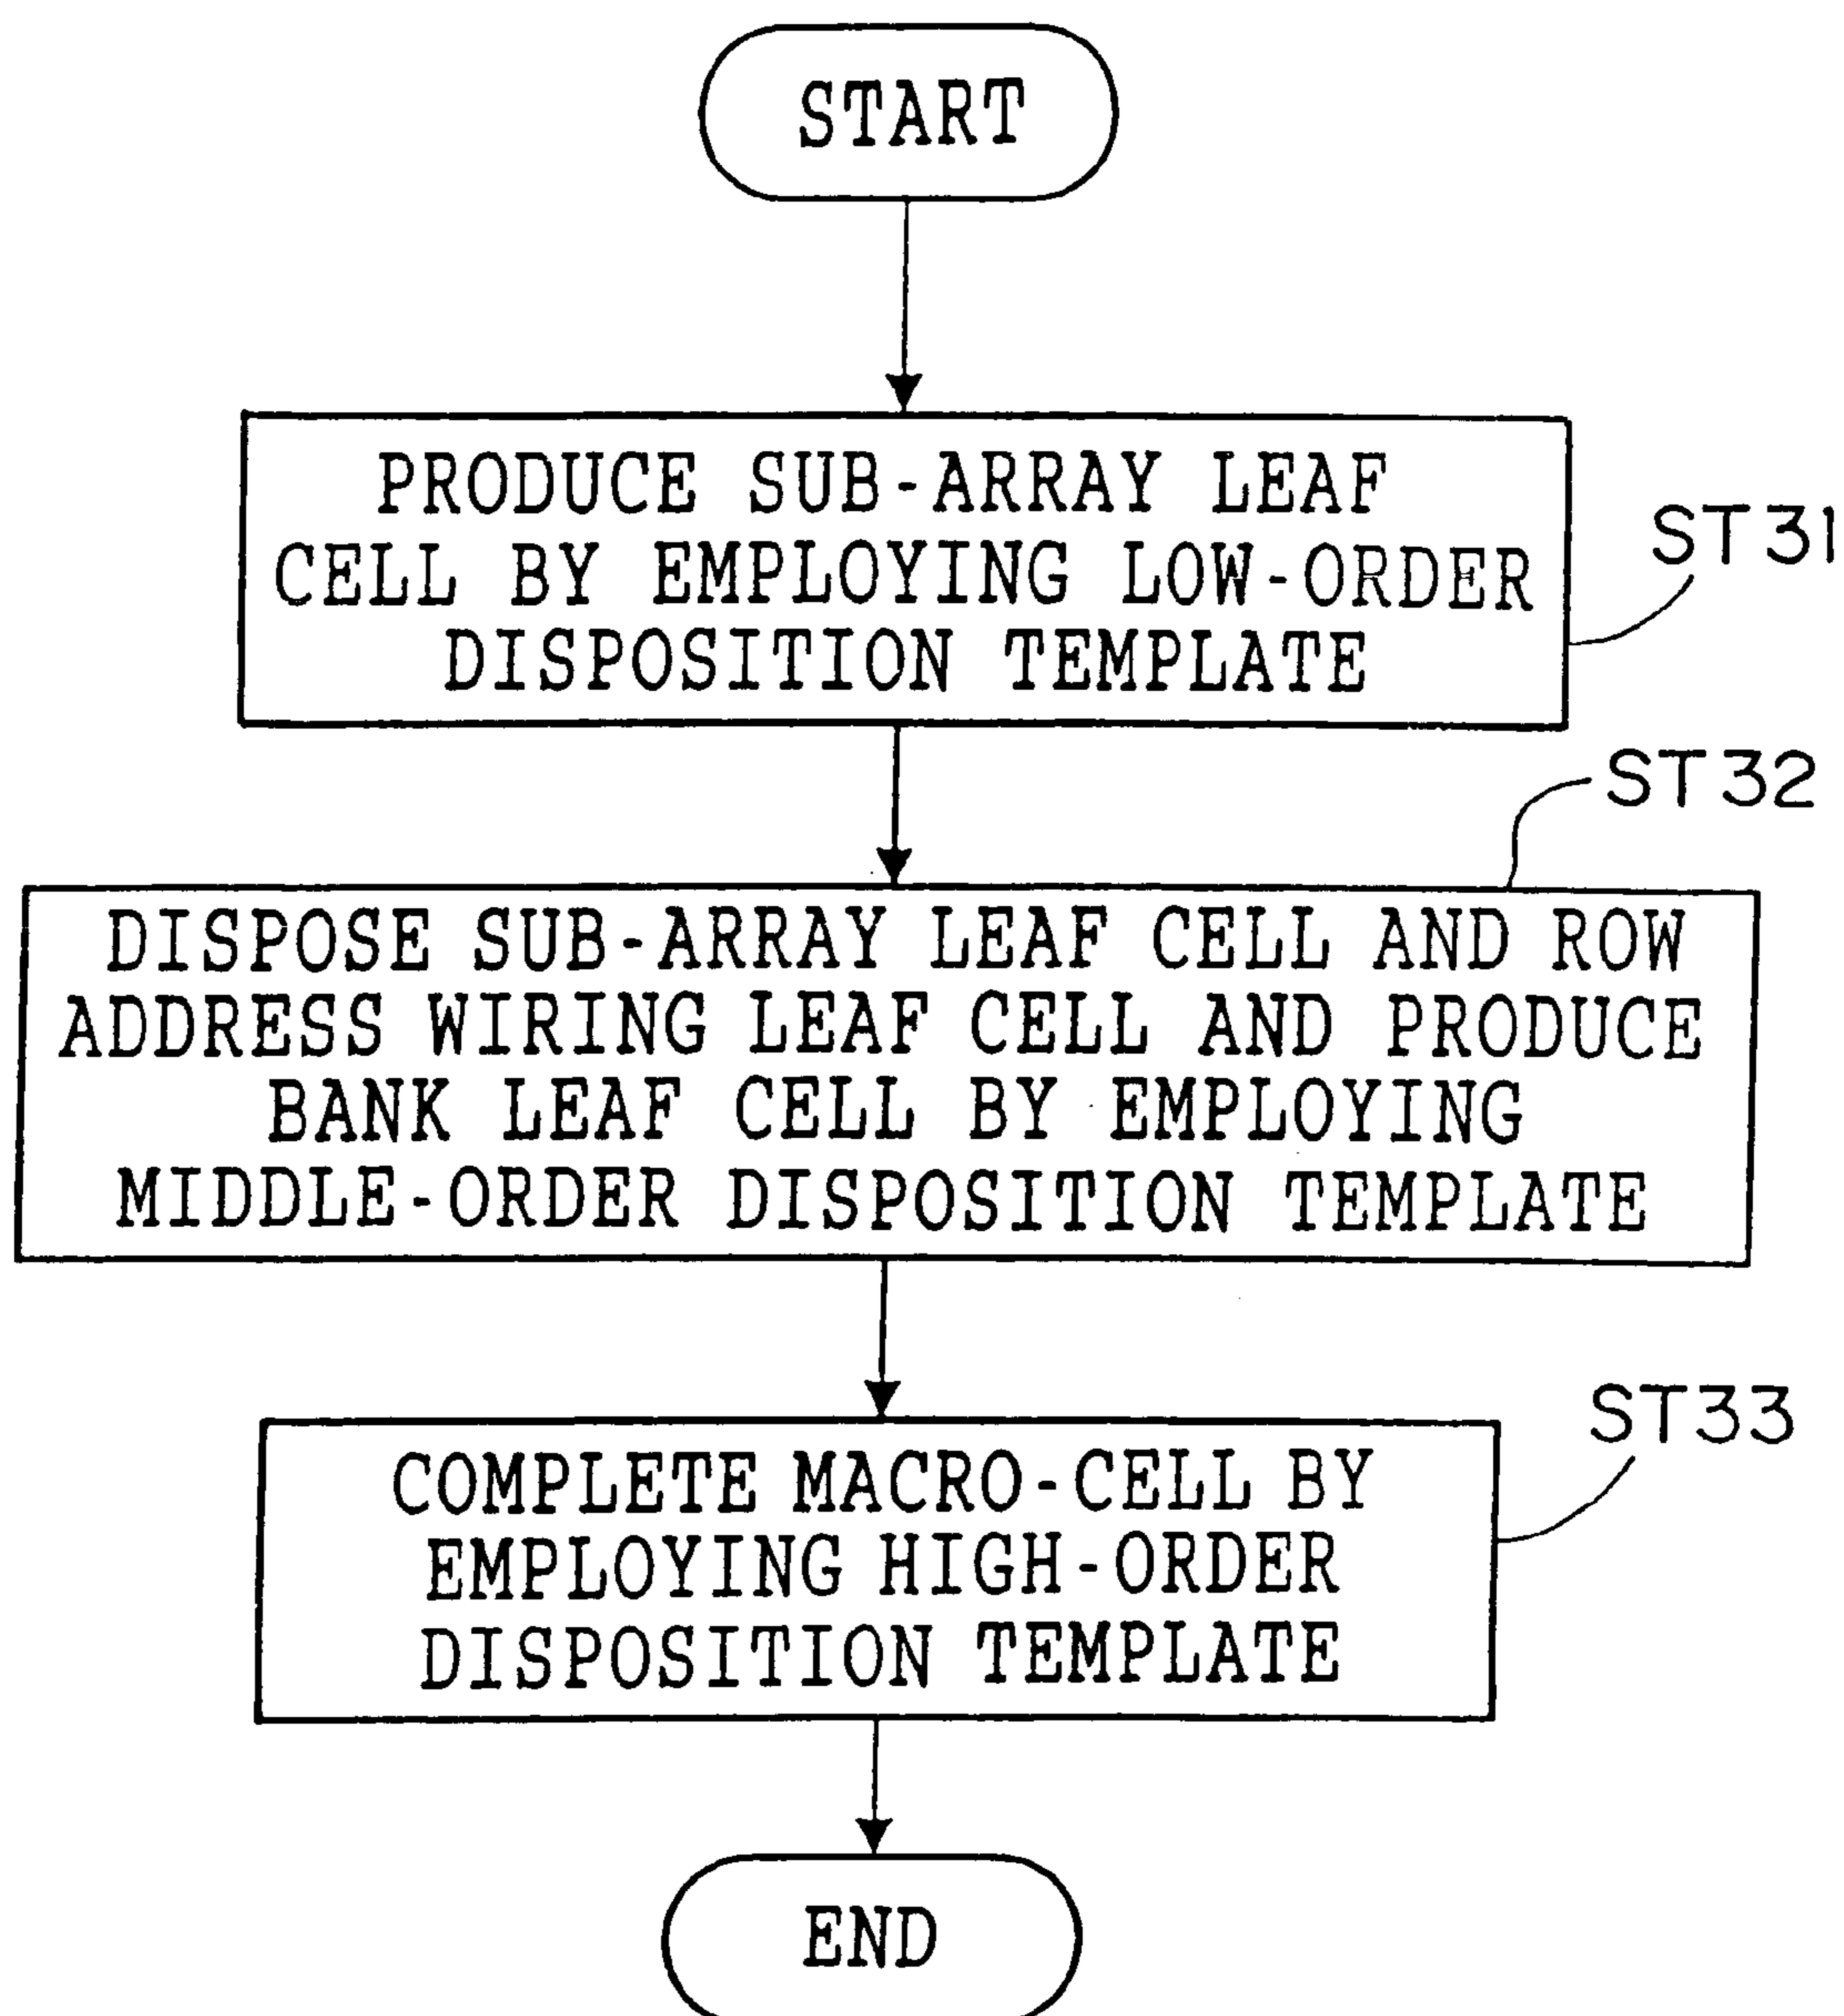 START
PRODUCE SUB-ARRAY LEAF
CELL BY EMPLOYING LOW-ORDER
DISPOSITION TEMPLATE
ST31
ST32
DISPOSE SUB-ARRAY LEAF CELL AND ROW
ADDRESS WIRING LEAF CELL AND PRODUCE
BANK LEAF CELL BY EMPLOYING
MIDDLE-ORDER DISPOSITION TEMPLATE
ST33
COMPLETE MACRO-CELL BY
EMPLOYING HIGH-ORDER
DISPOSITION TEMPLATE
END